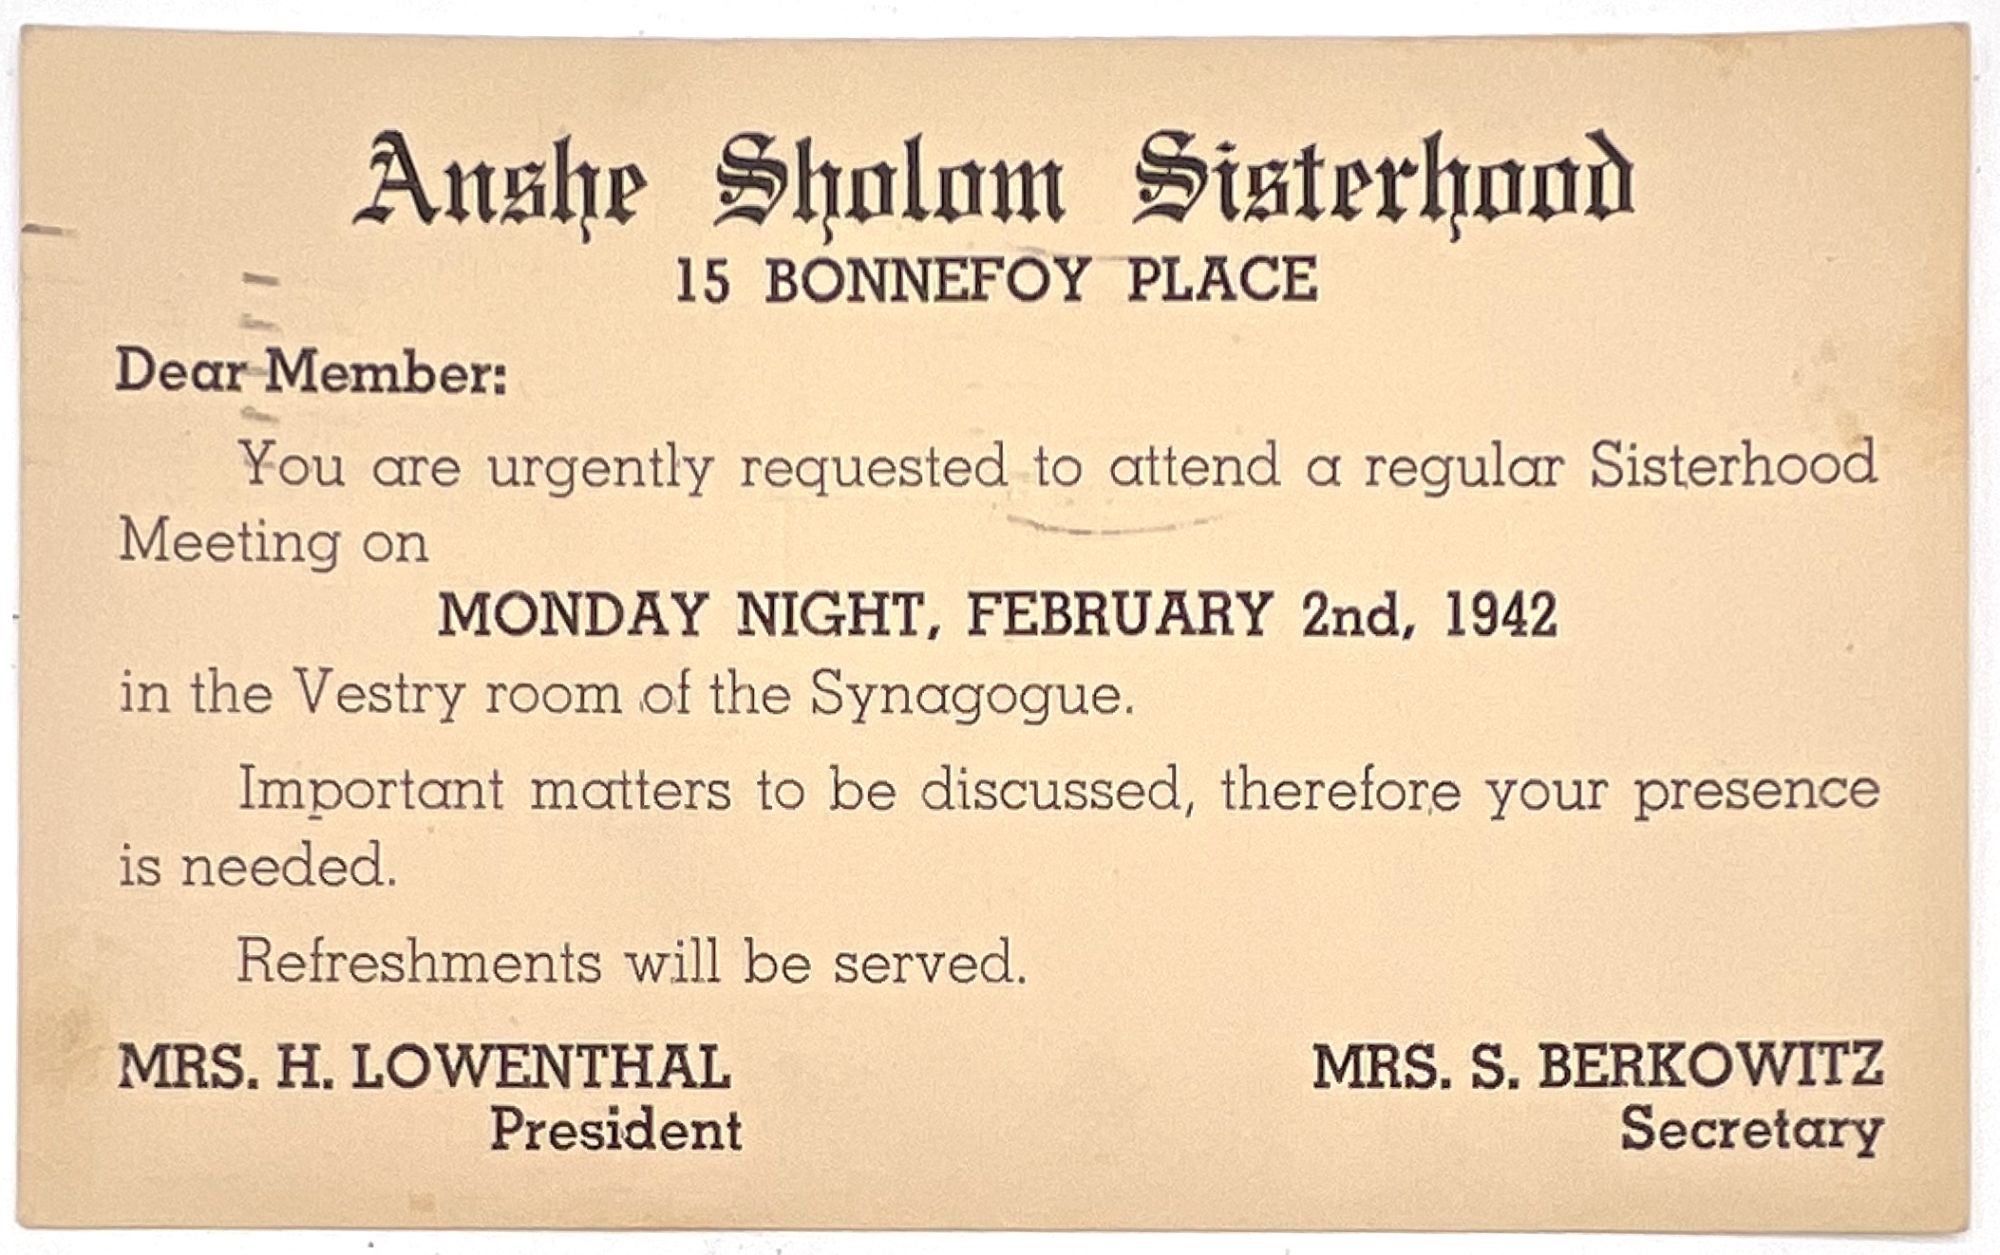 Anshe Sholom Sisterhood
15 BONNEFOY PLACE
Dear Member:
You are urgently requested to attend a regular Sisterhood
Meeting on
MONDAY NIGHT, FEBRUARY 2nd, 1942
in the Vestry room of the Synagogue.
Important matters to be discussed, therefore your presence
is needed.
Refreshments will be served.
MRS. H. LOWENTHAL
President
MRS. S. BERKOWITZ
Secretary